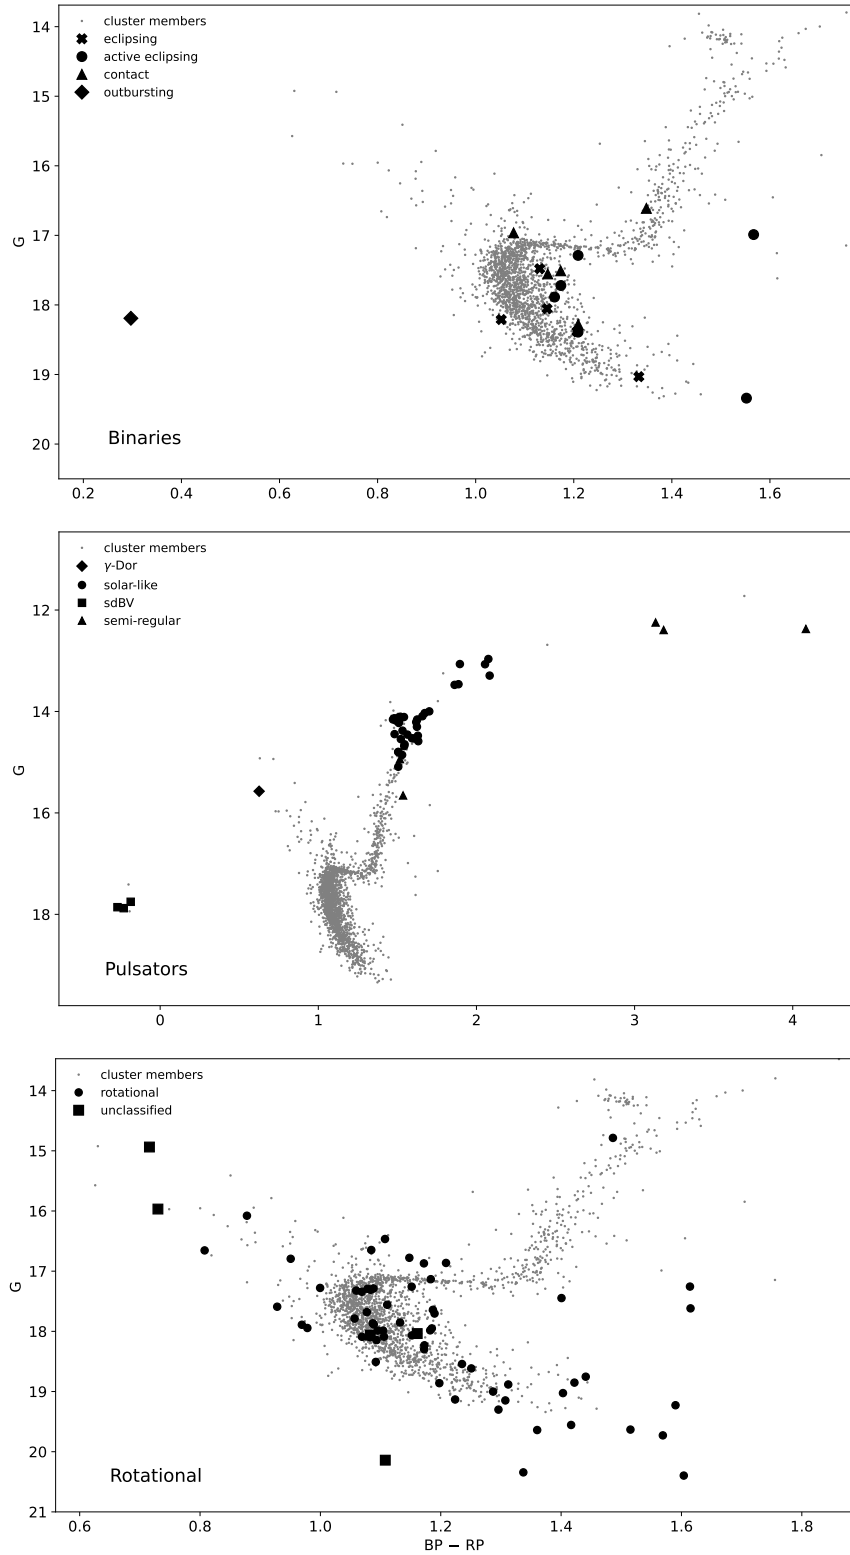 cluster members
eclipsing
active eclipsing
contact
outbursting
14
15
16
17
18
19
20
G
Binaries
0.2 0.4 0.6 0.8 1.0 1.2 1.4 1.6
cluster members
γ-Dor
solar-like
sdBV
semi-regular
12
14
16
18
G
Pulsators
0 1 2 3 4
cluster members
rotational
unclassified
14
15
16
17
18
19
20
21
G
Rotational
0.6 0.8 1.0 1.2 1.4 1.6 1.8
BP − RP